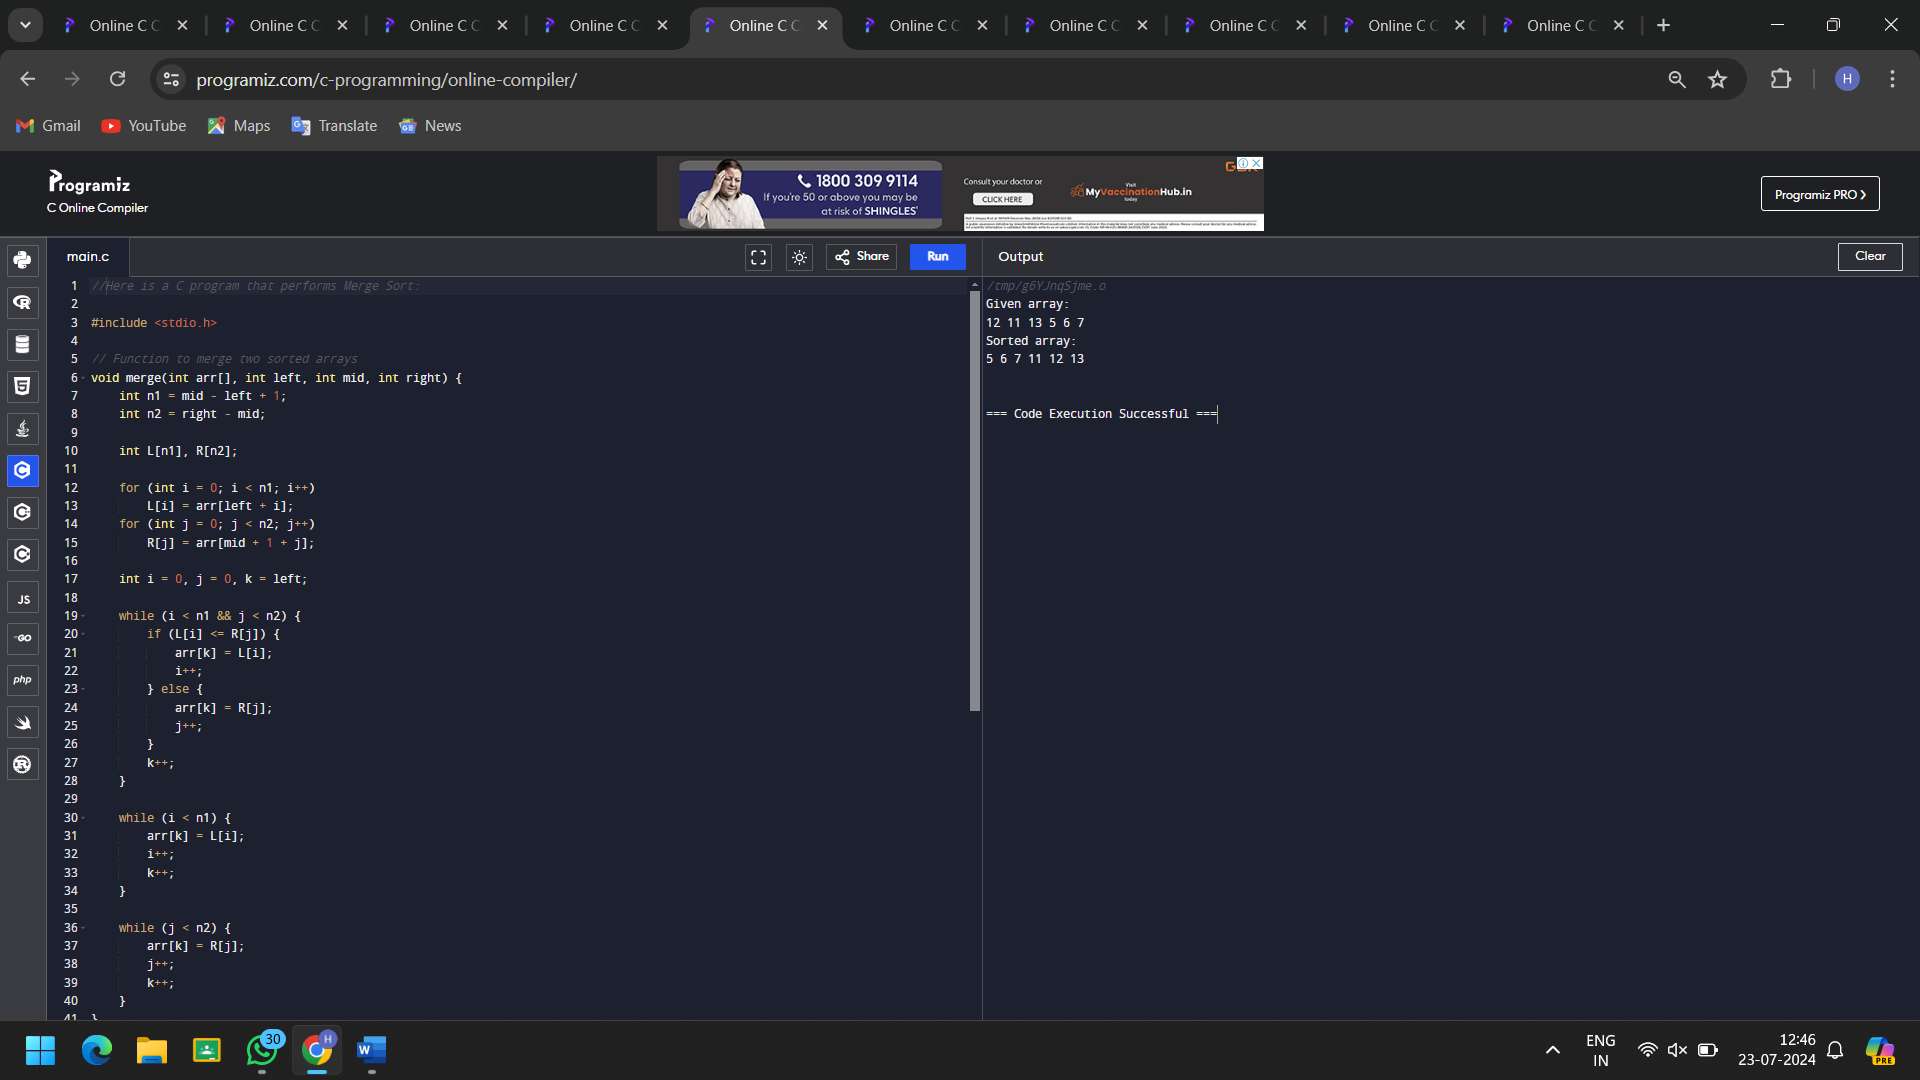 Online C C Online C C Online C C Online C C Online C C Online C C Online C C Online C C Online C C Online C C
programiz.com/c-programming/online-compiler/
H
Gmail YouTube Maps Translate News
Programiz
C Online Compiler
1800 309 9114
If you're 50 or above you may be
at risk of SHINGLES'
Consult your doctor or
CLICK HERE
Visit
MyVaccinationHub.in
today
Programiz PRO
main.c
Share
Run
Output
Clear
1 //Here is a C program that performs Merge Sort:
2
3 #include <stdio.h>
4
5 // Function to merge two sorted arrays
6 void merge(int arr[], int left, int mid, int right) {
7 int n1 = mid - left + 1;
8 int n2 = right - mid;
9
10 int L[n1], R[n2];
11
12 for (int i = 0; i < n1; i++)
13 L[i] = arr[left + i];
14 for (int j = 0; j < n2; j++)
15 R[j] = arr[mid + 1 + j];
16
17 int i = 0, j = 0, k = left;
18
19 while (i < n1 && j < n2) {
20 if (L[i] <= R[j]) {
21 arr[k] = L[i];
22 i++;
23 } else {
24 arr[k] = R[j];
25 j++;
26 }
27 k++;
28 }
29
30 while (i < n1) {
31 arr[k] = L[i];
32 i++;
33 k++;
34 }
35
36 while (j < n2) {
37 arr[k] = R[j];
38 j++;
39 k++;
40 }
41 }
/tmp/g6YJnqSjme.o
Given array:
12 11 13 5 6 7
Sorted array:
5 6 7 11 12 13
=== Code Execution Successful ===
JS
GO
php
30
H
W
ENG
IN
12:46
23-07-2024
PRE